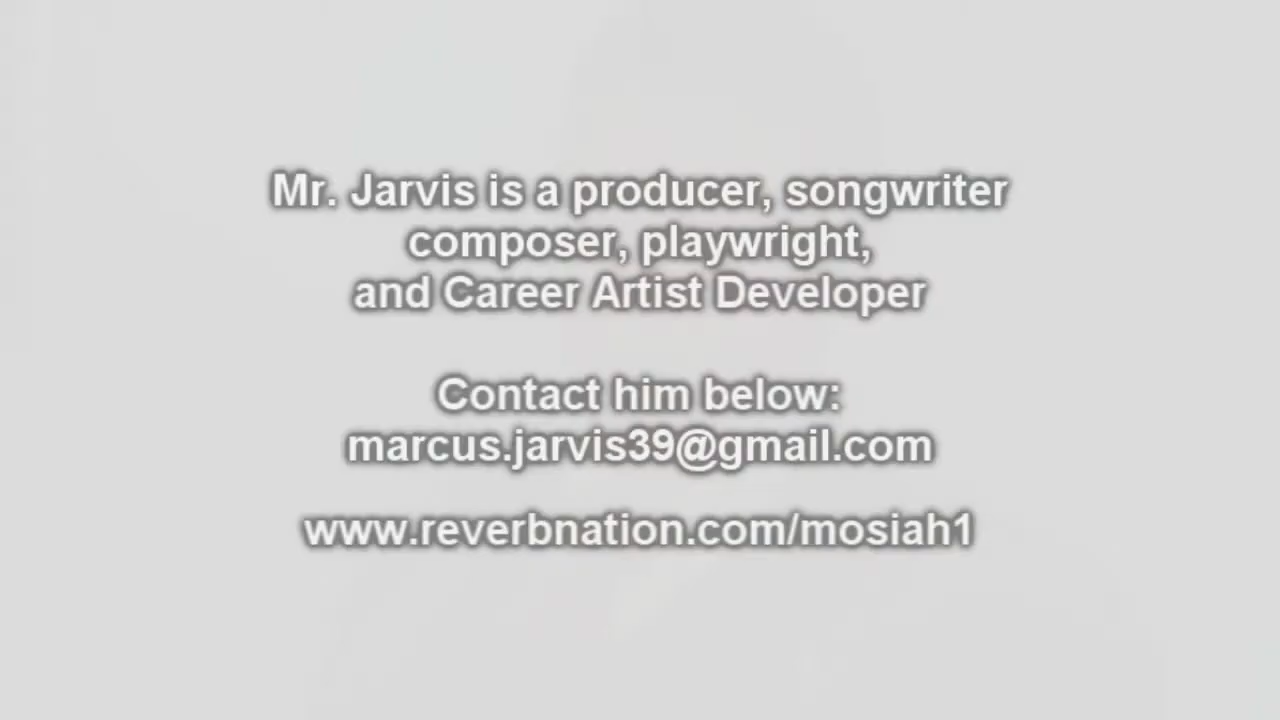 Mr. Jarvis is a producer, songwriter
composer, playwright,
and Career Artist Developer
Contact him below:
marcus.jarvis39@gmail.com
www.reverbnation.com/mosiah1